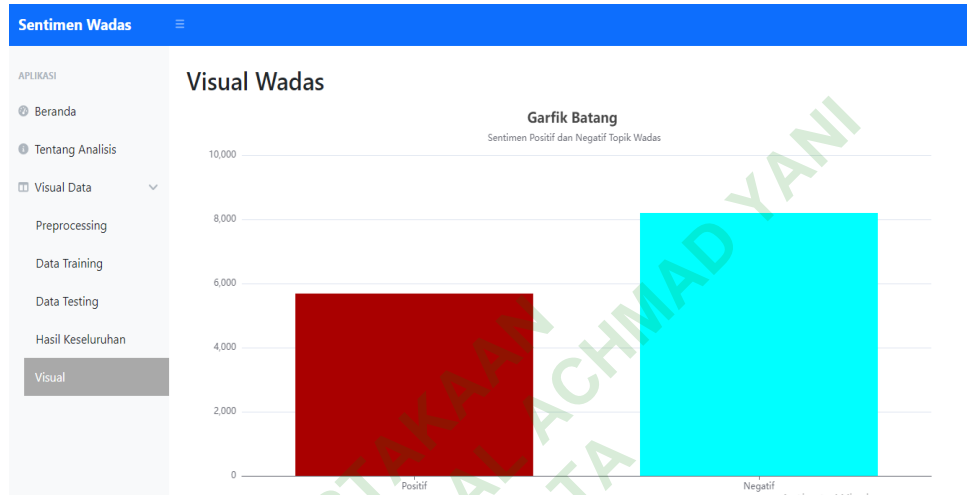 Sentimen Wadas
APLIKASI
Beranda
Tentang Analisis
Visual Data
Preprocessing
Data Training
Data Testing
Hasil Keseluruhan
Visual
Visual Wadas
Garfik Batang
Sentimen Positif dan Negatif Topik Wadas
10,000
8,000
6,000
4,000
2,000
0
Positif
Negatif
ACHMAD YANI